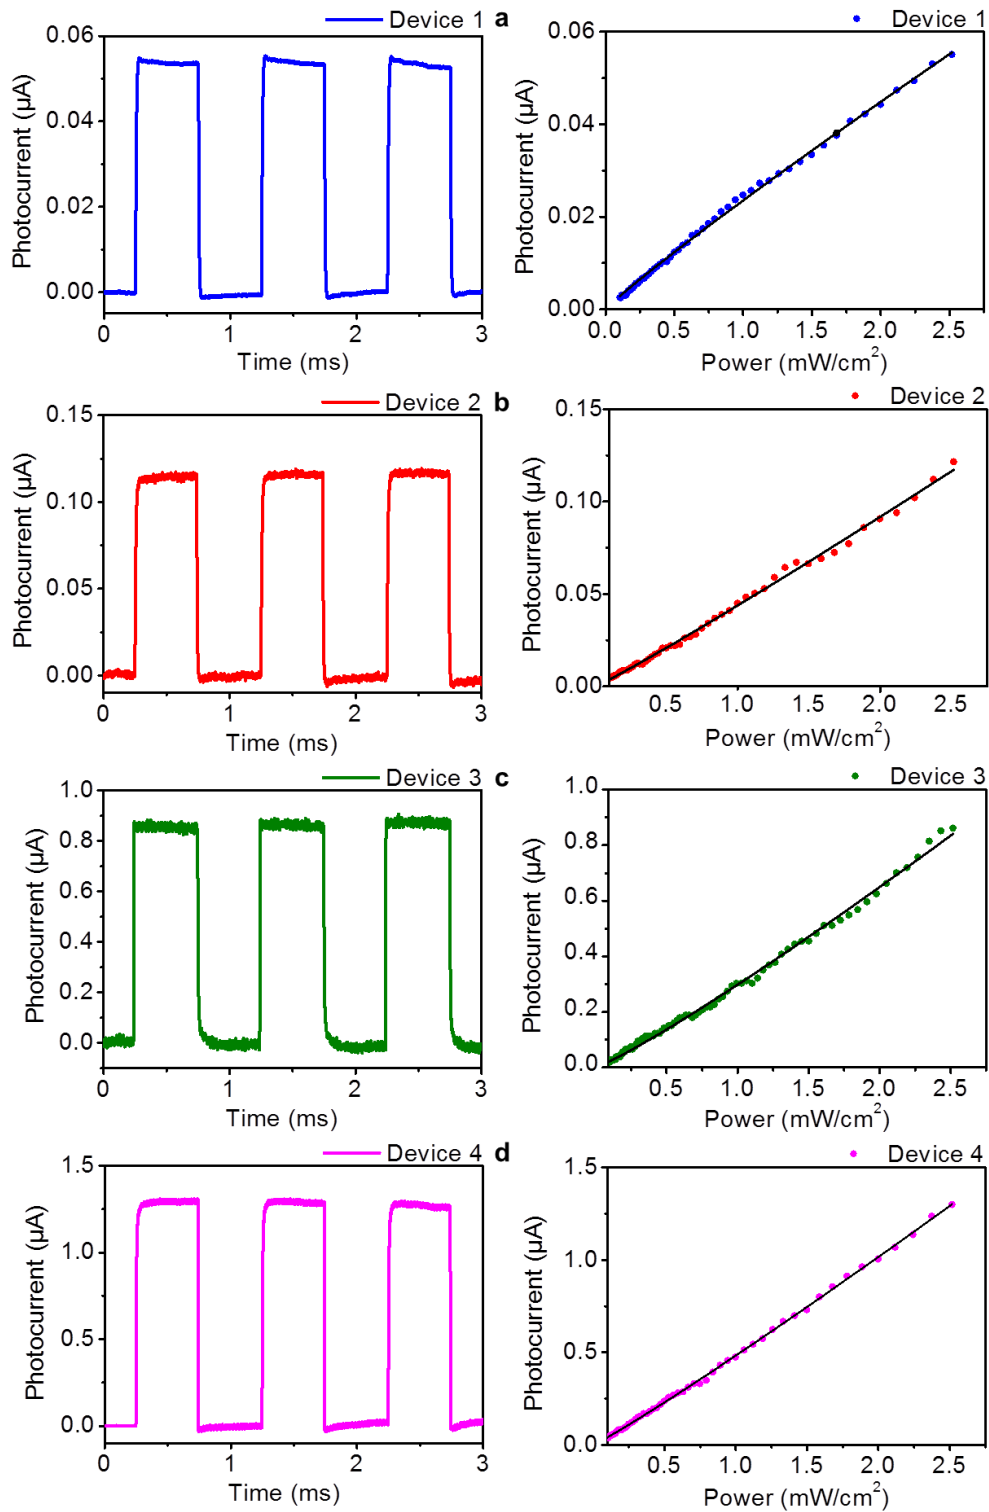 Device 1
a
Device 1
0.06
0.04
0.02
0.00
Photocurrent (µA)
0
1
2
3
Time (ms)
0.06
0.04
0.02
0.00
Photocurrent (µA)
0.0
0.5
1.0
1.5
2.0
2.5
Power (mW/cm²)
Device 2
b
Device 2
0.15
0.10
0.05
0.00
Photocurrent (µA)
0
1
2
3
Time (ms)
0.15
0.10
0.05
0.00
Photocurrent (µA)
0.5
1.0
1.5
2.0
2.5
Power (mW/cm²)
Device 3
c
Device 3
1.0
0.8
0.6
0.4
0.2
0.0
Photocurrent (µA)
0
1
2
3
Time (ms)
1.0
0.8
0.6
0.4
0.2
0.0
Photocurrent (µA)
0.5
1.0
1.5
2.0
2.5
Power (mW/cm²)
Device 4
d
Device 4
1.5
1.0
0.5
0.0
Photocurrent (µA)
0
1
2
3
Time (ms)
1.5
1.0
0.5
0.0
Photocurrent (µA)
0.5
1.0
1.5
2.0
2.5
Power (mW/cm²)